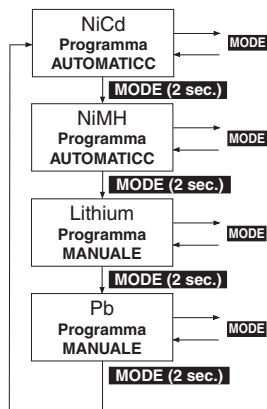 NiCd
Programma
AUTOMATICC
MODE
MODE (2 sec.)
NiMH
Programma
AUTOMATICC
MODE
MODE (2 sec.)
Lithium
Programma
MANUALE
MODE
MODE (2 sec.)
Pb
Programma
MANUALE
MODE
MODE (2 sec.)